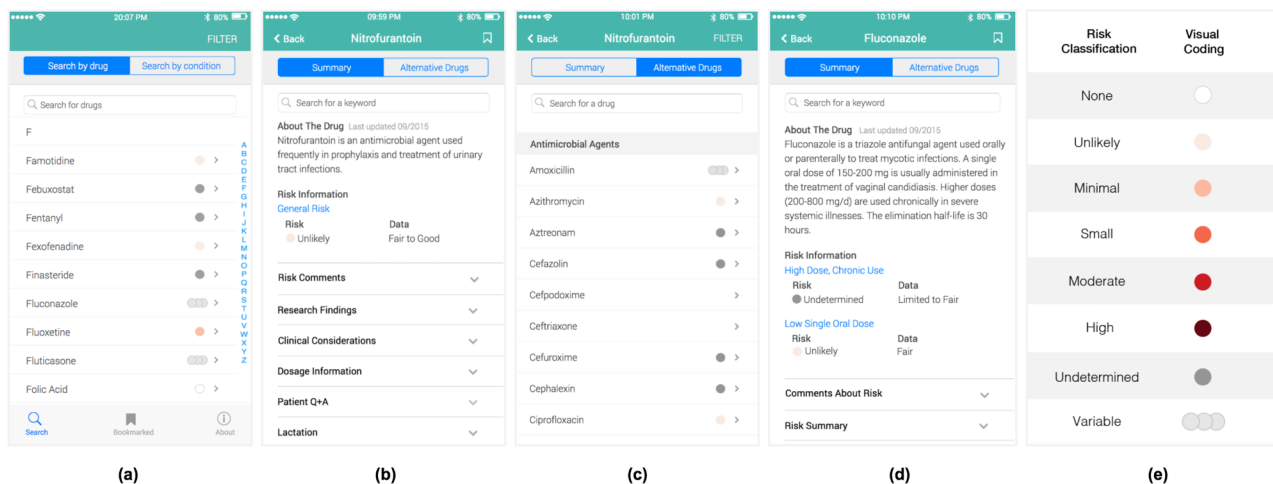 20:07 PM
80%
FILTER
Search by drug
Search by condition
Search for drugs
F
Famotidine
Febuxostat
Fentanyl
Fexofenadine
Finasteride
Fluconazole
Fluoxetine
Fluticasone
Folic Acid
A
B
C
D
E
F
G
H
I
J
K
L
M
N
O
P
Q
R
S
T
U
V
W
X
Y
Z
Search
Bookmarked
About
(a)
09:59 PM
80%
Back
Nitrofurantoin
Summary
Alternative Drugs
Search for a keyword
About The Drug Last updated 09/2015
Nitrofurantoin is an antimicrobial agent used
frequently in prophylaxis and treatment of urinary
tract infections.
Risk Information
General Risk
Risk Data
Unlikely Fair to Good
Risk Comments
Research Findings
Clinical Considerations
Dosage Information
Patient Q+A
Lactation
(b)
10:01 PM
80%
Back
Nitrofurantoin
FILTER
Summary
Alternative Drugs
Search for a drug
Antimicrobial Agents
Amoxicillin
Azithromycin
Aztreonam
Cefazolin
Cefpodoxime
Ceftriaxone
Cefuroxime
Cephalexin
Ciprofloxacin
(c)
10:10 PM
80%
Back
Fluconazole
Summary
Alternative Drugs
Search for a keyword
About The Drug Last updated 09/2015
Fluconazole is a triazole antifungal agent used orally
or parenterally to treat mycotic infections. A single
oral dose of 150-200 mg is usually administered in
the treatment of vaginal candidiasis. Higher doses
(200-800 mg/d) are used chronically in severe
systemic illnesses. The elimination half-life is 30
hours.
Risk Information
High Dose, Chronic Use
Risk Data
Undetermined Limited to Fair
Low Single Oral Dose
Risk Data
Unlikely Fair
Comments About Risk
Risk Summary
(d)
Risk
Classification
Visual
Coding
None
Unlikely
Minimal
Small
Moderate
High
Undetermined
Variable
(e)